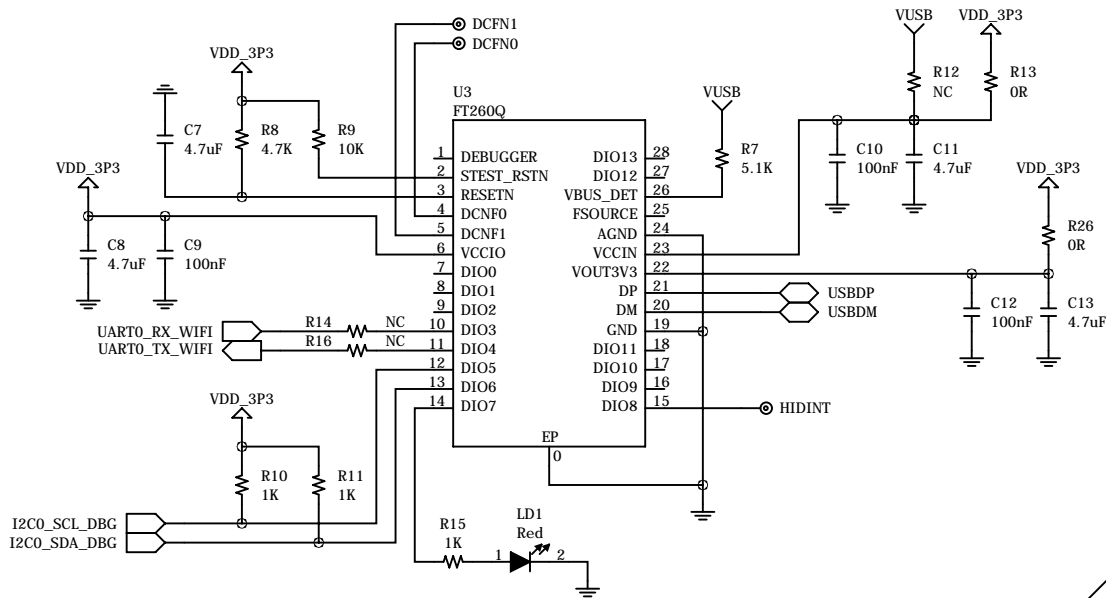 DCFN1
DCFN0
VDD_3P3
VUSB
VDD_3P3
U3
FT260Q
VUSB
R12
NC
R13
0R
C7
4.7uF
R8
4.7K
R9
10K
R7
5.1K
C10
100nF
C11
4.7uF
VDD_3P3
VDD_3P3
1 DEBUGGER
2 STEST_RSTN
3 RESETN
4 DCNF0
5 DCNF1
6 VCCIO
7 DIO0
8 DIO1
9 DIO2
10 DIO3
11 DIO4
12 DIO5
13 DIO6
14 DIO7
DIO13 28
DIO12 27
VBUS_DET 26
FSOURCE 25
AGND 24
VCCIN 23
VOUT3V3 22
DP 21
DM 20
GND 19
DIO11 18
DIO10 17
DIO9 16
DIO8 15
EP
0
R26
0R
C8
4.7uF
C9
100nF
USBDP
USBDM
C12
100nF
C13
4.7uF
UART0_RX_WIFI
R14 NC
UART0_TX_WIFI
R16 NC
VDD_3P3
HIDINT
R10
1K
R11
1K
I2C0_SCL_DBG
I2C0_SDA_DBG
R15
1K
LD1
Red
1 2